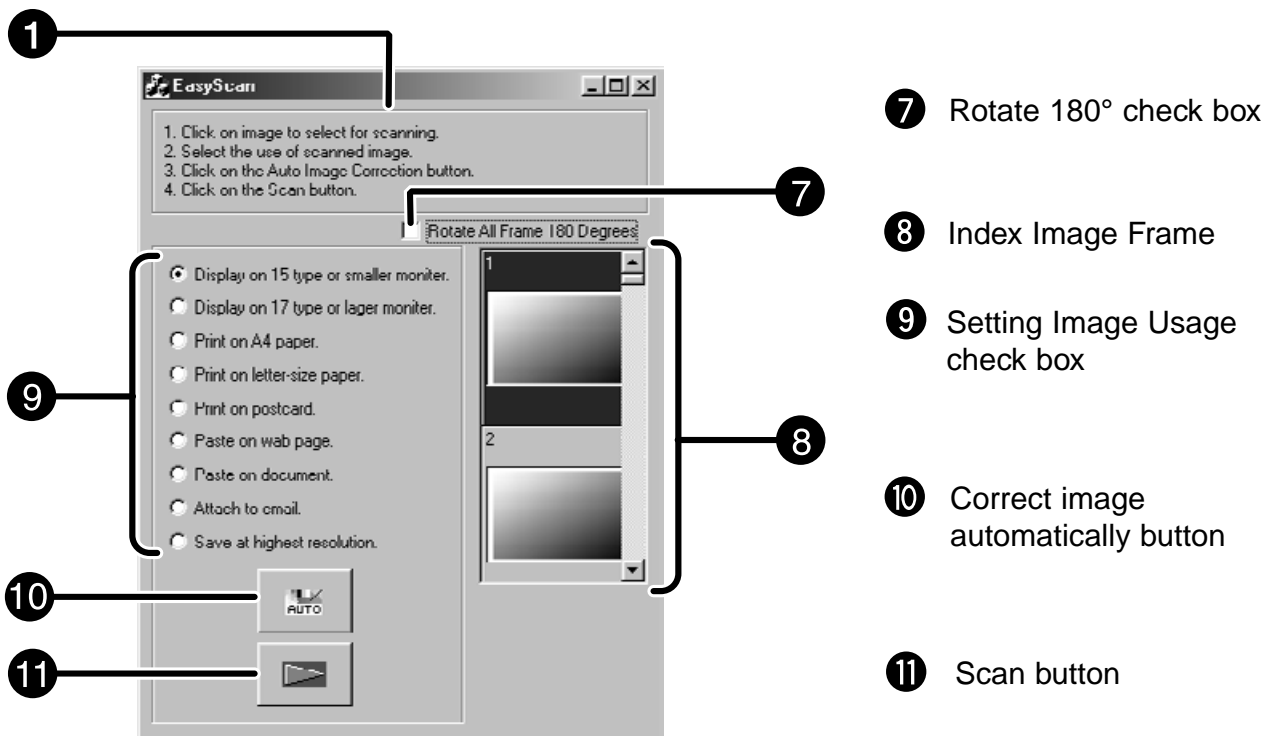 1
EasyScan
1. Click on image to select for scanning.
2. Select the use of scanned image.
3. Click on the Auto Image Correction button.
4. Click on the Scan button.
7
Rotate All Frame 180 Degrees
Display on 15 type or smaller moniter.
Display on 17 type or lager moniter.
Print on A4 paper.
Print on letter-size paper.
Print on postcard.
Paste on wab page.
Paste on document.
Attach to email.
Save at highest resolution.
9
1
2
8
10
AUTO
11
7 Rotate 180° check box
8 Index Image Frame
9 Setting Image Usage
check box
10 Correct image
automatically button
11 Scan button